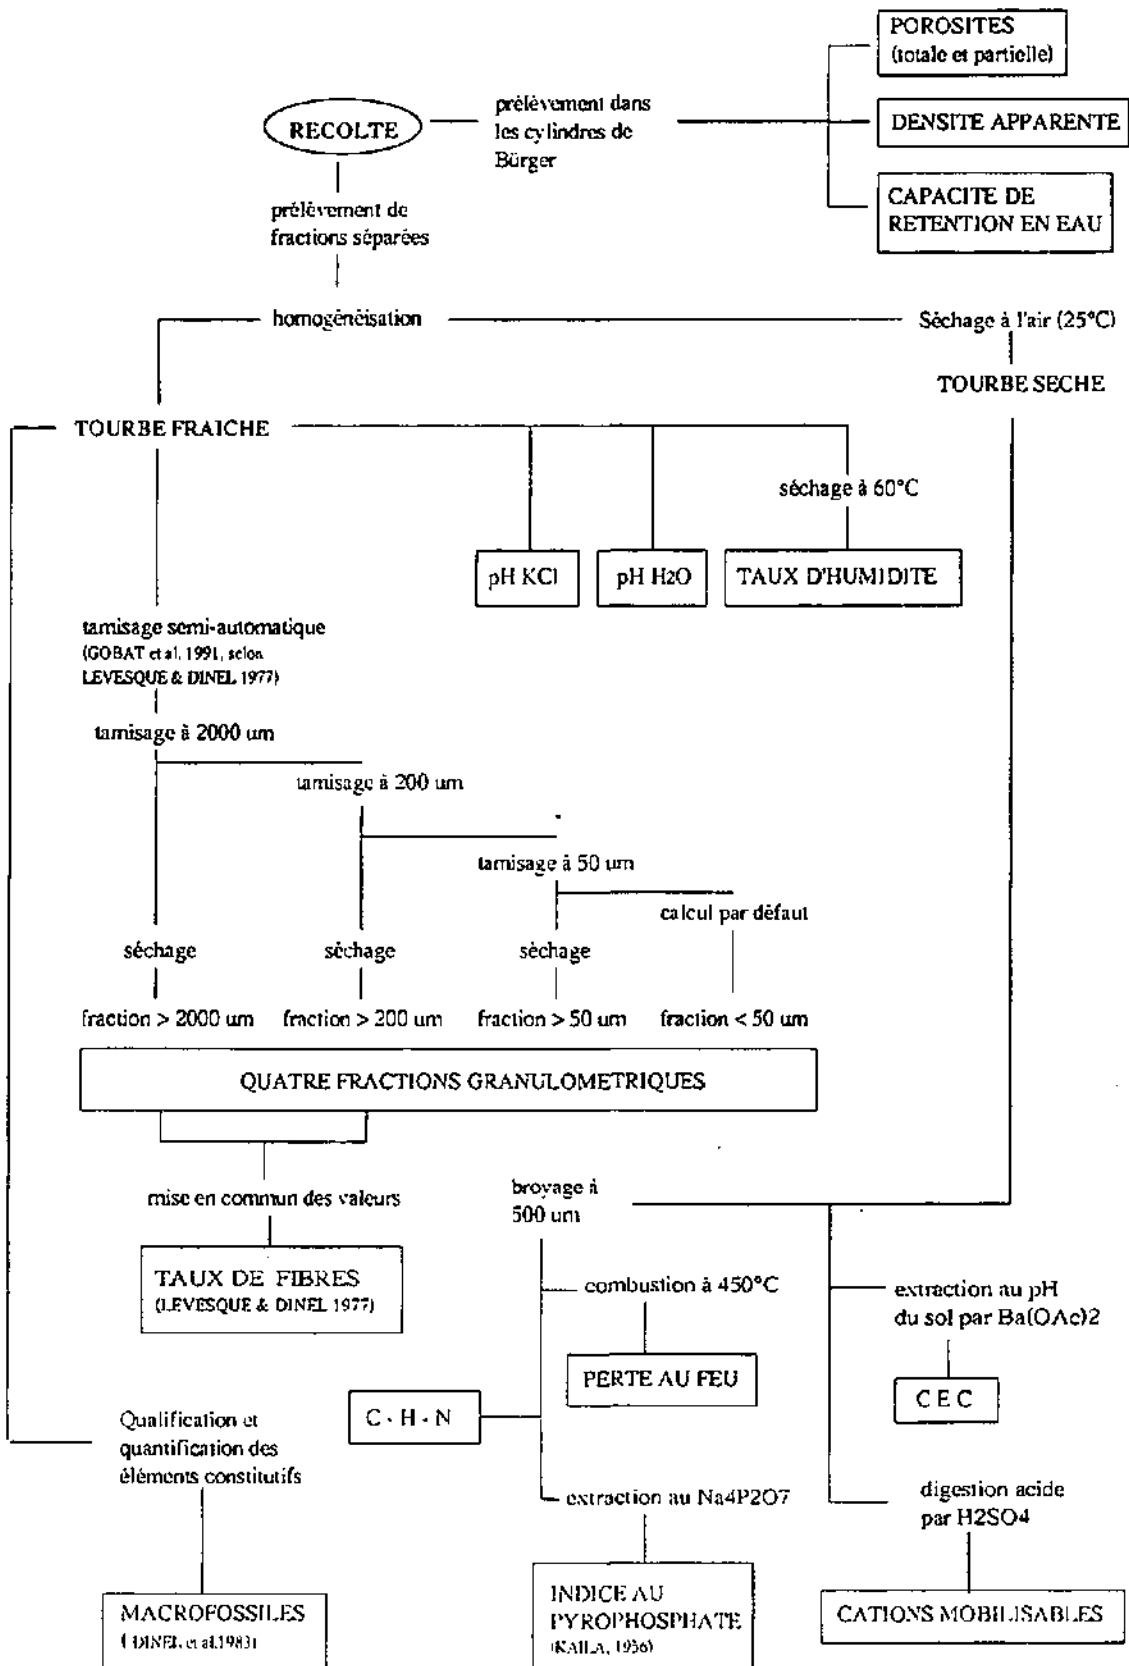 POROSITES
(totale et partielle)
RECOLTE
prélèvement dans
les cylindres de
Bürger
DENSITE APPARENTE
CAPACITE DE
RETENTION EN EAU
prélèvement de
fractions séparées
homogénéisation
Séchage à l'air (25°C)
TOURBE SECHE
TOURBE FRAICHE
séchage à 60°C
pH KCl
pH H2O
TAUX D'HUMIDITE
tamisage semi-automatique
(GOBAT et al. 1991, selon
LEVESQUE & DINEL 1977)
tamisage à 2000 um
tamisage à 200 um
tamisage à 50 um
calcul par défaut
séchage
séchage
séchage
fraction > 2000 um
fraction > 200 um
fraction > 50 um
fraction < 50 um
QUATRE FRACTIONS GRANULOMETRIQUES
mise en commun des valeurs
broyage à
500 um
TAUX DE FIBRES
(LEVESQUE & DINEL 1977)
combustion à 450°C
extraction au pH
du sol par Ba(OAc)2
PERTE AU FEU
C E C
C - H - N
Qualification et
quantification des
éléments constitutifs
extraction au Na4P2O7
digestion acide
par H2SO4
MACROFOSSILES
( DINEL et al.1983)
INDICE AU
PYROPHOSPHATE
(KAILA, 1956)
CATIONS MOBILISABLES